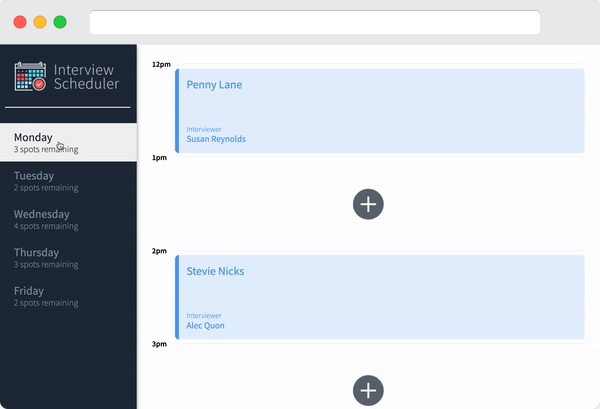 Interview
Scheduler
Monday
3 spots remaining
Tuesday
2 spots remaining
Wednesday
4 spots remaining
Thursday
3 spots remaining
Friday
2 spots remaining
12pm
Penny Lane
Interviewer
Susan Reynolds
1pm
2pm
Stevie Nicks
Interviewer
Alec Quon
3pm